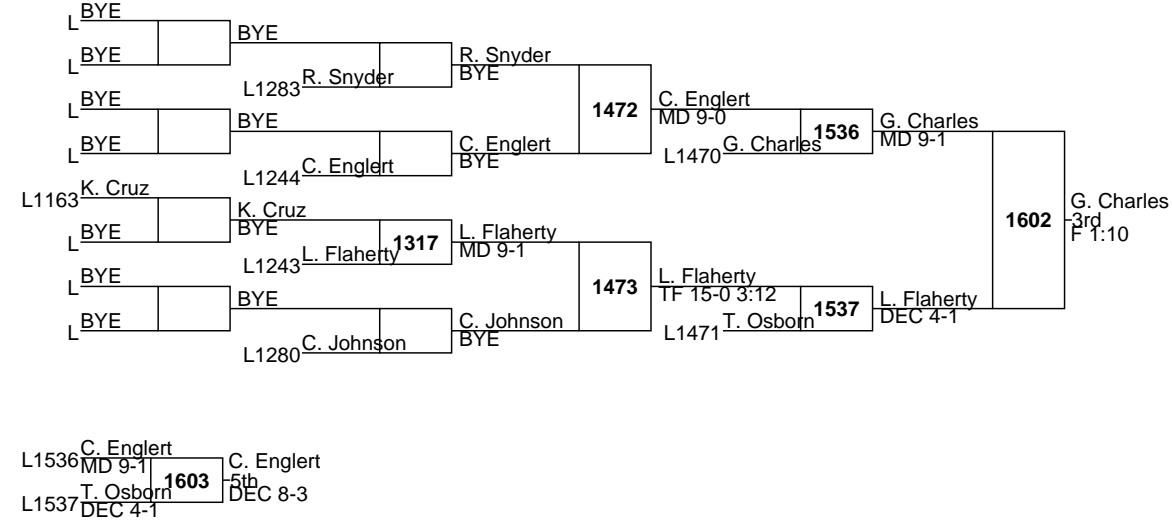 BYE
L
BYE
BYE
L
R. Snyder
L1283
R. Snyder
BYE
BYE
L
BYE
BYE
L
C. Englert
L1244
C. Englert
BYE
1472
C. Englert
MD 9-0
G. Charles
L1470
1536
G. Charles
MD 9-1
K. Cruz
L1163
K. Cruz
BYE
BYE
L
L. Flaherty
L1243
1317
L. Flaherty
MD 9-1
BYE
L
BYE
BYE
L
C. Johnson
L1280
C. Johnson
BYE
1473
L. Flaherty
TF 15-0 3:12
T. Osborn
L1471
1537
L. Flaherty
DEC 4-1
1602
G. Charles
3rd
F 1:10
C. Englert
L1536
MD 9-1
T. Osborn
L1537
DEC 4-1
1603
C. Englert
5th
DEC 8-3